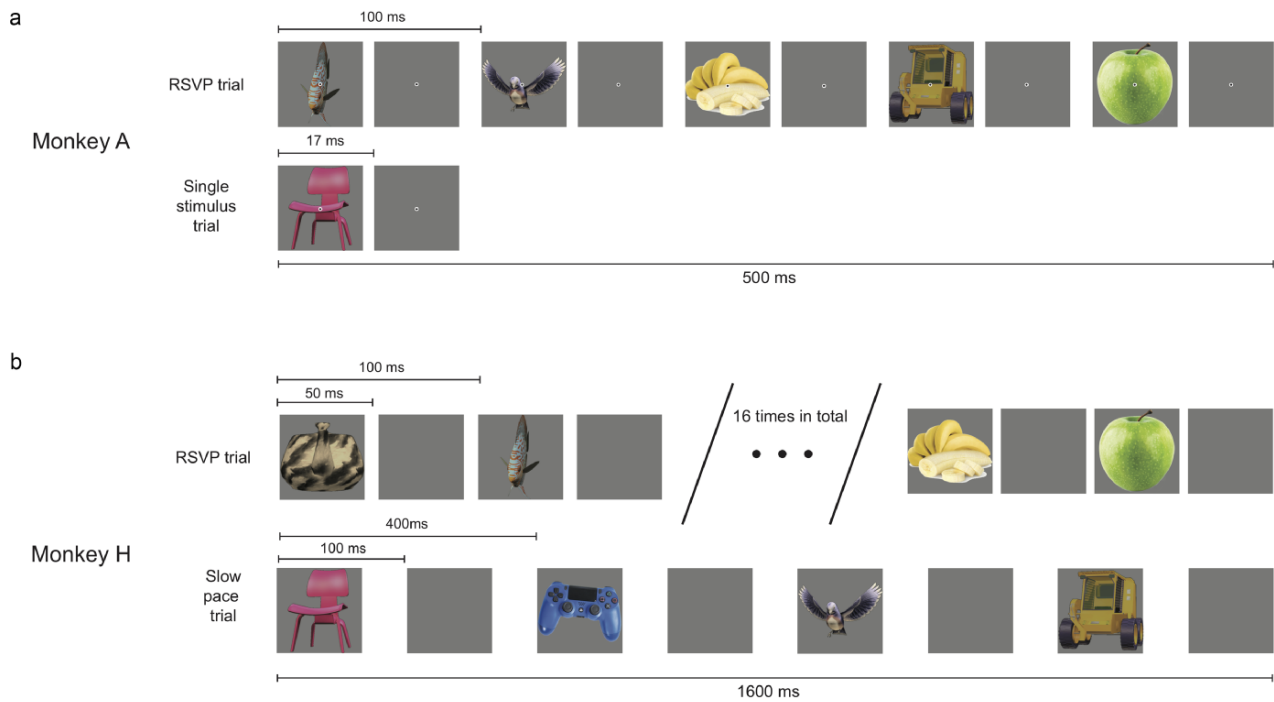 a
100 ms
RSVP trial
Monkey A
17 ms
Single
stimulus
trial
500 ms
b
100 ms
50 ms
16 times in total
RSVP trial
400ms
Monkey H
100 ms
Slow
pace
trial
1600 ms